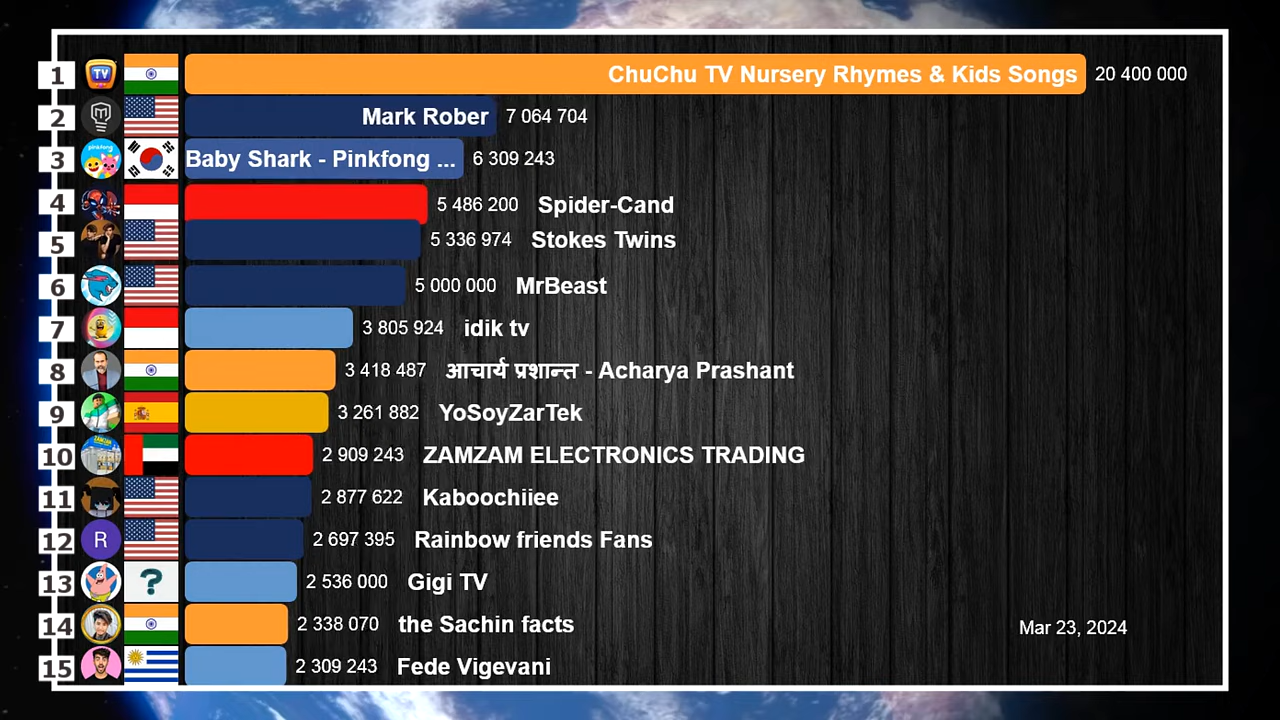 1 TV ChuChu TV Nursery Rhymes & Kids Songs 20 400 000
2 Mark Rober 7 064 704
3 pinkfong Baby Shark - Pinkfong ... 6 309 243
4 5 486 200 Spider-Cand
5 5 336 974 Stokes Twins
6 5 000 000 MrBeast
7 3 805 924 idik tv
8 3 418 487 आचार्य प्रशान्त - Acharya Prashant
9 3 261 882 YoSoyZarTek
10 2 909 243 ZAMZAM ELECTRONICS TRADING
11 2 877 622 Kaboochiiee
12 R 2 697 395 Rainbow friends Fans
13 ? 2 536 000 Gigi TV
14 2 338 070 the Sachin facts
Mar 23, 2024
15 2 309 243 Fede Vigevani